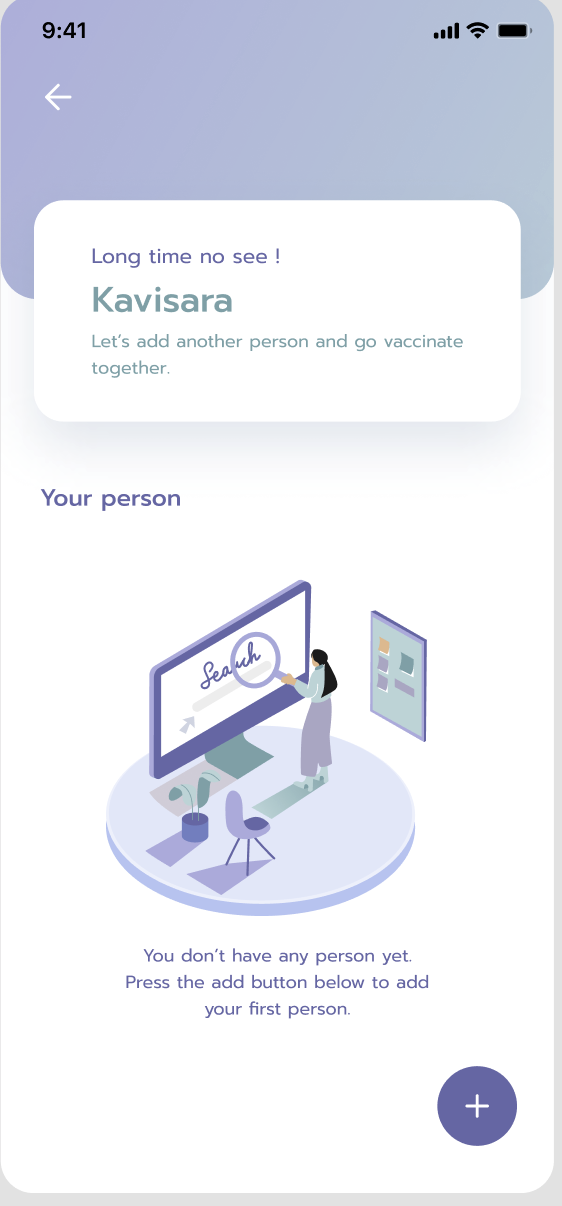 9:41
Long time no see !
Kavisara
Let's add another person and go vaccinate
together.
Your person
Search
You don't have any person yet.
Press the add button below to add
your first person.